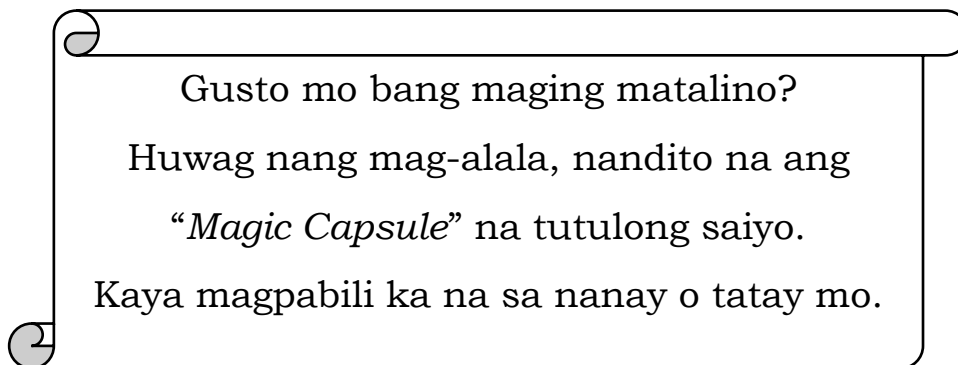 Gusto mo bang maging matalino?
Huwag nang mag-alala, nandito na ang
“Magic Capsule” na tutulong saiyo.
Kaya magpabili ka na sa nanay o tatay mo.